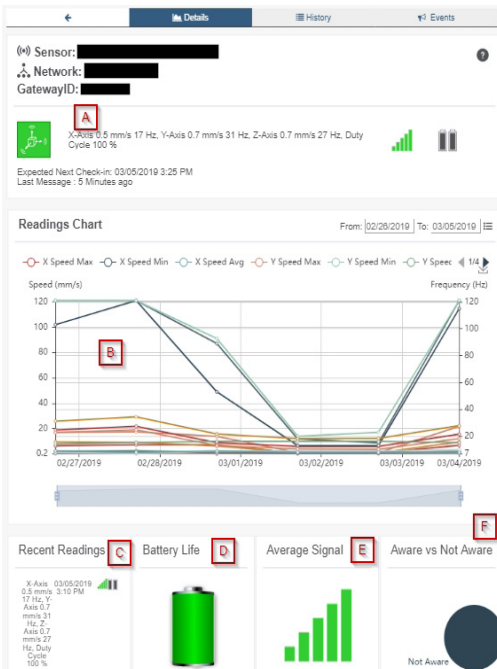 Details
History
Events
Sensor:
Network:
GatewayID:
A
X-Axis 0.5 mm/s 17 Hz, Y-Axis 0.7 mm/s 31 Hz, Z-Axis 0.7 mm/s 27 Hz, Duty
Cycle 100 %
Expected Next Check-in: 03/05/2019 3:25 PM
Last Message : 5 Minutes ago
Readings Chart
From: 02/26/2019 To: 03/05/2019
X Speed Max X Speed Min X Speed Avg Y Speed Max Y Speed Min Y Speec 1/4
Speed (mm/s) Frequency (Hz)
120 120
100 100
B
80 80
60 60
40 40
20 20
0.2 7
02/27/2019 02/28/2019 03/01/2019 03/02/2019 03/03/2019 03/04/2019
F
Recent Readings C Battery Life D Average Signal E Aware vs Not Aware
X-Axis 03/05/2019
0.5 mm/s 3:10 PM
17 Hz, Y-
Axis 0.7
mm/s 31
Hz, Z-
Axis 0.7
mm/s 27
Hz, Duty
Cycle
100 %
Not Aware